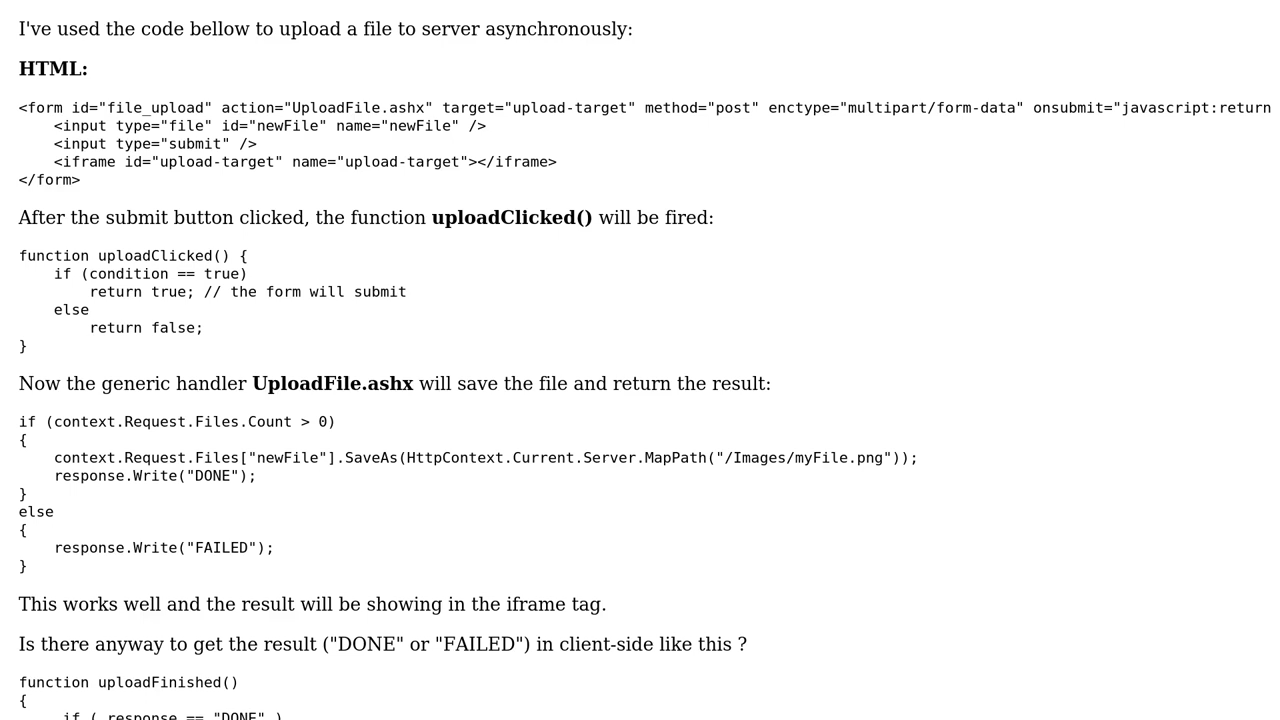 I've used the code bellow to upload a file to server asynchronously:
HTML:
<form id="file_upload" action="UploadFile.ashx" target="upload-target" method="post" enctype="multipart/form-data" onsubmit="javascript:return
    <input type="file" id="newFile" name="newFile" />
    <input type="submit" />
    <iframe id="upload-target" name="upload-target"></iframe>
</form>
After the submit button clicked, the function uploadClicked() will be fired:
function uploadClicked() {
    if (condition == true)
        return true; // the form will submit
    else
        return false;
}
Now the generic handler UploadFile.ashx will save the file and return the result:
if (context.Request.Files.Count > 0)
{
    context.Request.Files["newFile"].SaveAs(HttpContext.Current.Server.MapPath("/Images/myFile.png"));
    response.Write("DONE");
}
else
{
    response.Write("FAILED");
}
This works well and the result will be showing in the iframe tag.
Is there anyway to get the result ("DONE" or "FAILED") in client-side like this ?
function uploadFinished()
{
     if ( response == "DONE" )